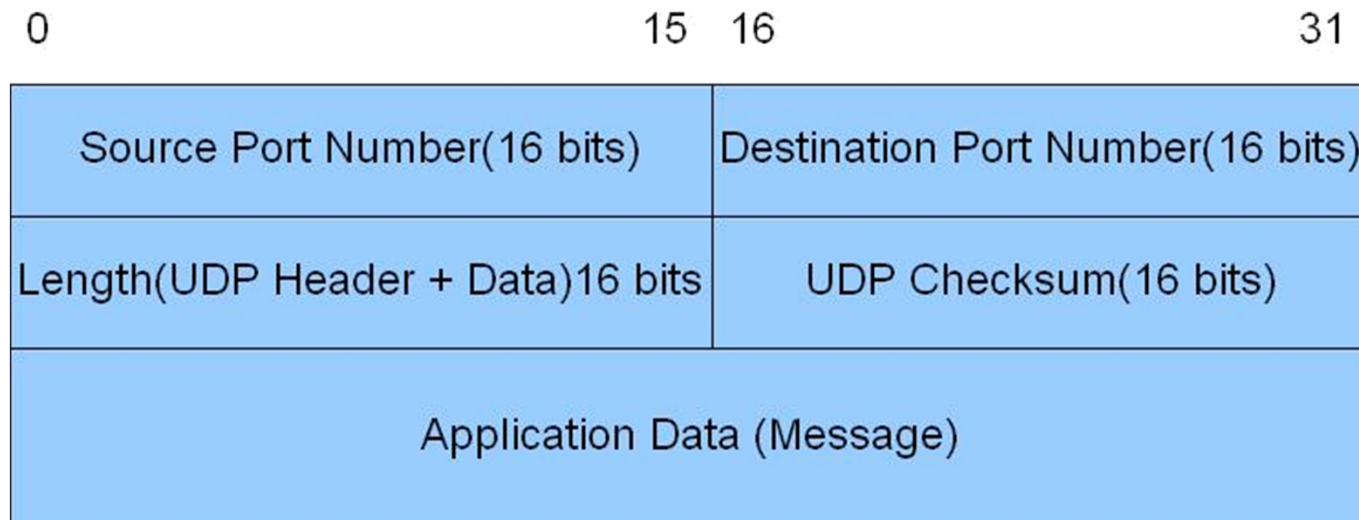 0 15 16 31
Source Port Number(16 bits) Destination Port Number(16 bits)
Length(UDP Header + Data)16 bits UDP Checksum(16 bits)
Application Data (Message)